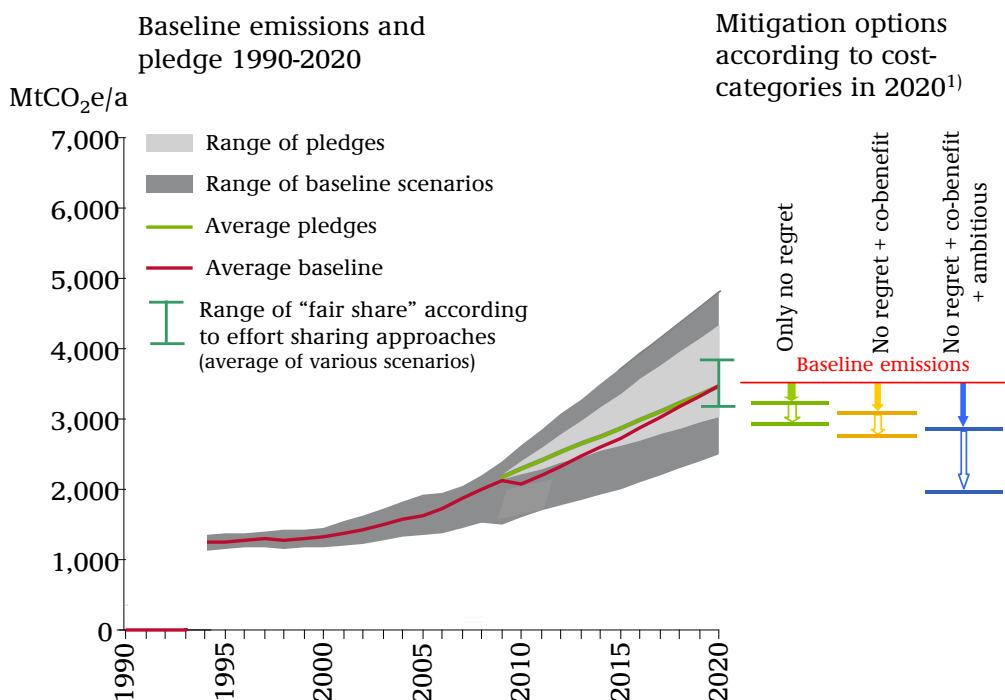 Baseline emissions and
pledge 1990-2020
Mitigation options
according to cost-
categories in 2020¹⁾
MtCO₂e/a
7,000
6,000
5,000
4,000
3,000
2,000
1,000
0
Range of pledges
Range of baseline scenarios
Average pledges
Average baseline
Range of “fair share” according
to effort sharing approaches
(average of various scenarios)
Only no regret
No regret + co-benefit
No regret + co-benefit
+ ambitious
Baseline emissions
1990
1995
2000
2005
2010
2015
2020